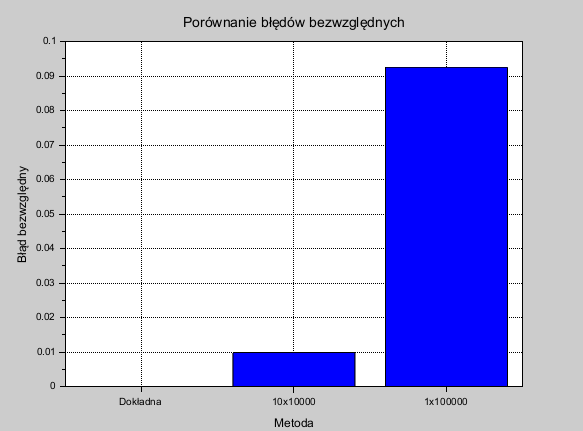 Porównanie błędów bezwzględnych
0.1
0.09
0.08
0.07
0.06
0.05
0.04
0.03
0.02
0.01
0
Błąd bezwzględny
Dokładna
10x10000
1x100000
Metoda